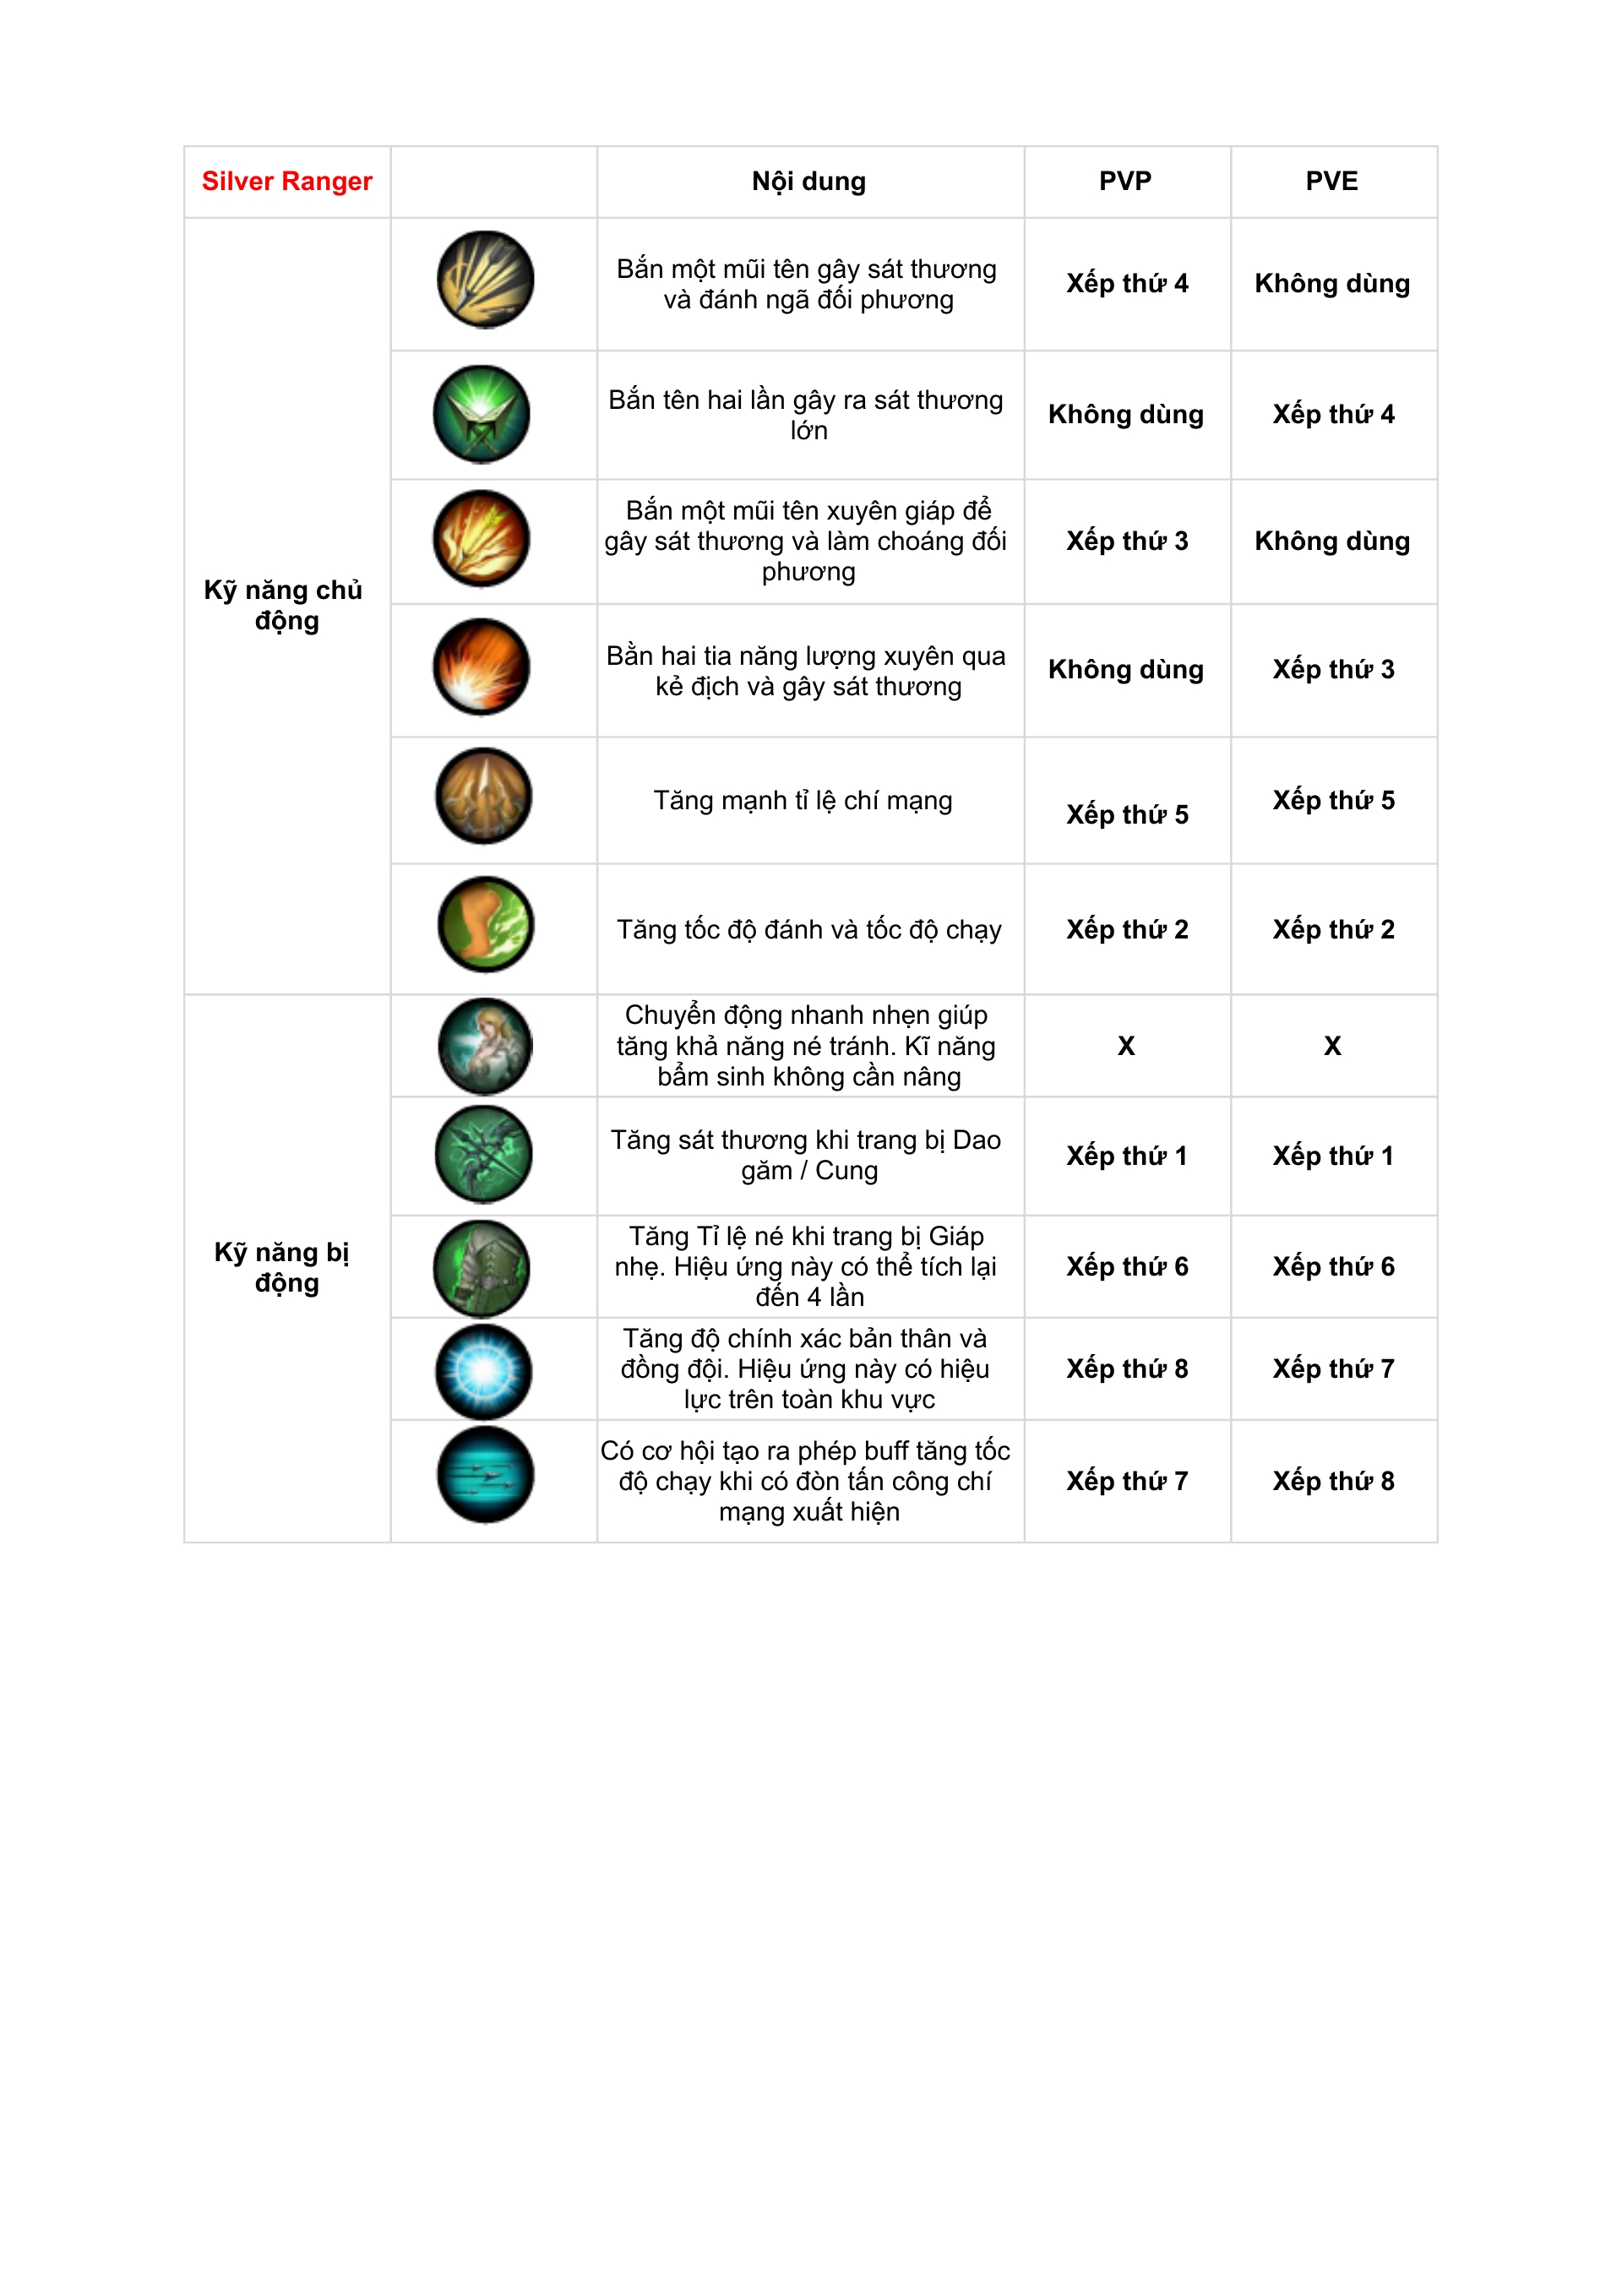 Silver Ranger
Nội dung
PVP
PVE
Kỹ năng chủ
động
Bắn một mũi tên gây sát thương
và đánh ngã đối phương
Xếp thứ 4
Không dùng
Bắn tên hai lần gây ra sát thương
lớn
Không dùng
Xếp thứ 4
Bắn một mũi tên xuyên giáp để
gây sát thương và làm choáng đối
phương
Xếp thứ 3
Không dùng
Bằn hai tia năng lượng xuyên qua
kẻ địch và gây sát thương
Không dùng
Xếp thứ 3
Tăng mạnh tỉ lệ chí mạng
Xếp thứ 5
Xếp thứ 5
Tăng tốc độ đánh và tốc độ chạy
Xếp thứ 2
Xếp thứ 2
Kỹ năng bị
động
Chuyển động nhanh nhẹn giúp
tăng khả năng né tránh. Kĩ năng
bẩm sinh không cần nâng
X
X
Tăng sát thương khi trang bị Dao
găm / Cung
Xếp thứ 1
Xếp thứ 1
Tăng Tỉ lệ né khi trang bị Giáp
nhẹ. Hiệu ứng này có thể tích lại
đến 4 lần
Xếp thứ 6
Xếp thứ 6
Tăng độ chính xác bản thân và
đồng đội. Hiệu ứng này có hiệu
lực trên toàn khu vực
Xếp thứ 8
Xếp thứ 7
Có cơ hội tạo ra phép buff tăng tốc
độ chạy khi có đòn tấn công chí
mạng xuất hiện
Xếp thứ 7
Xếp thứ 8